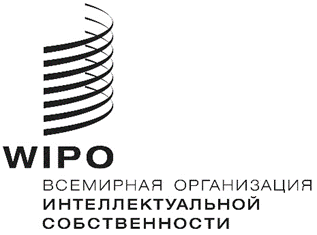 WIPO
ВСЕМИРНАЯ ОРГАНИЗАЦИЯ
ИНТЕЛЛЕКТУАЛЬНОЙ
СОБСТВЕННОСТИ